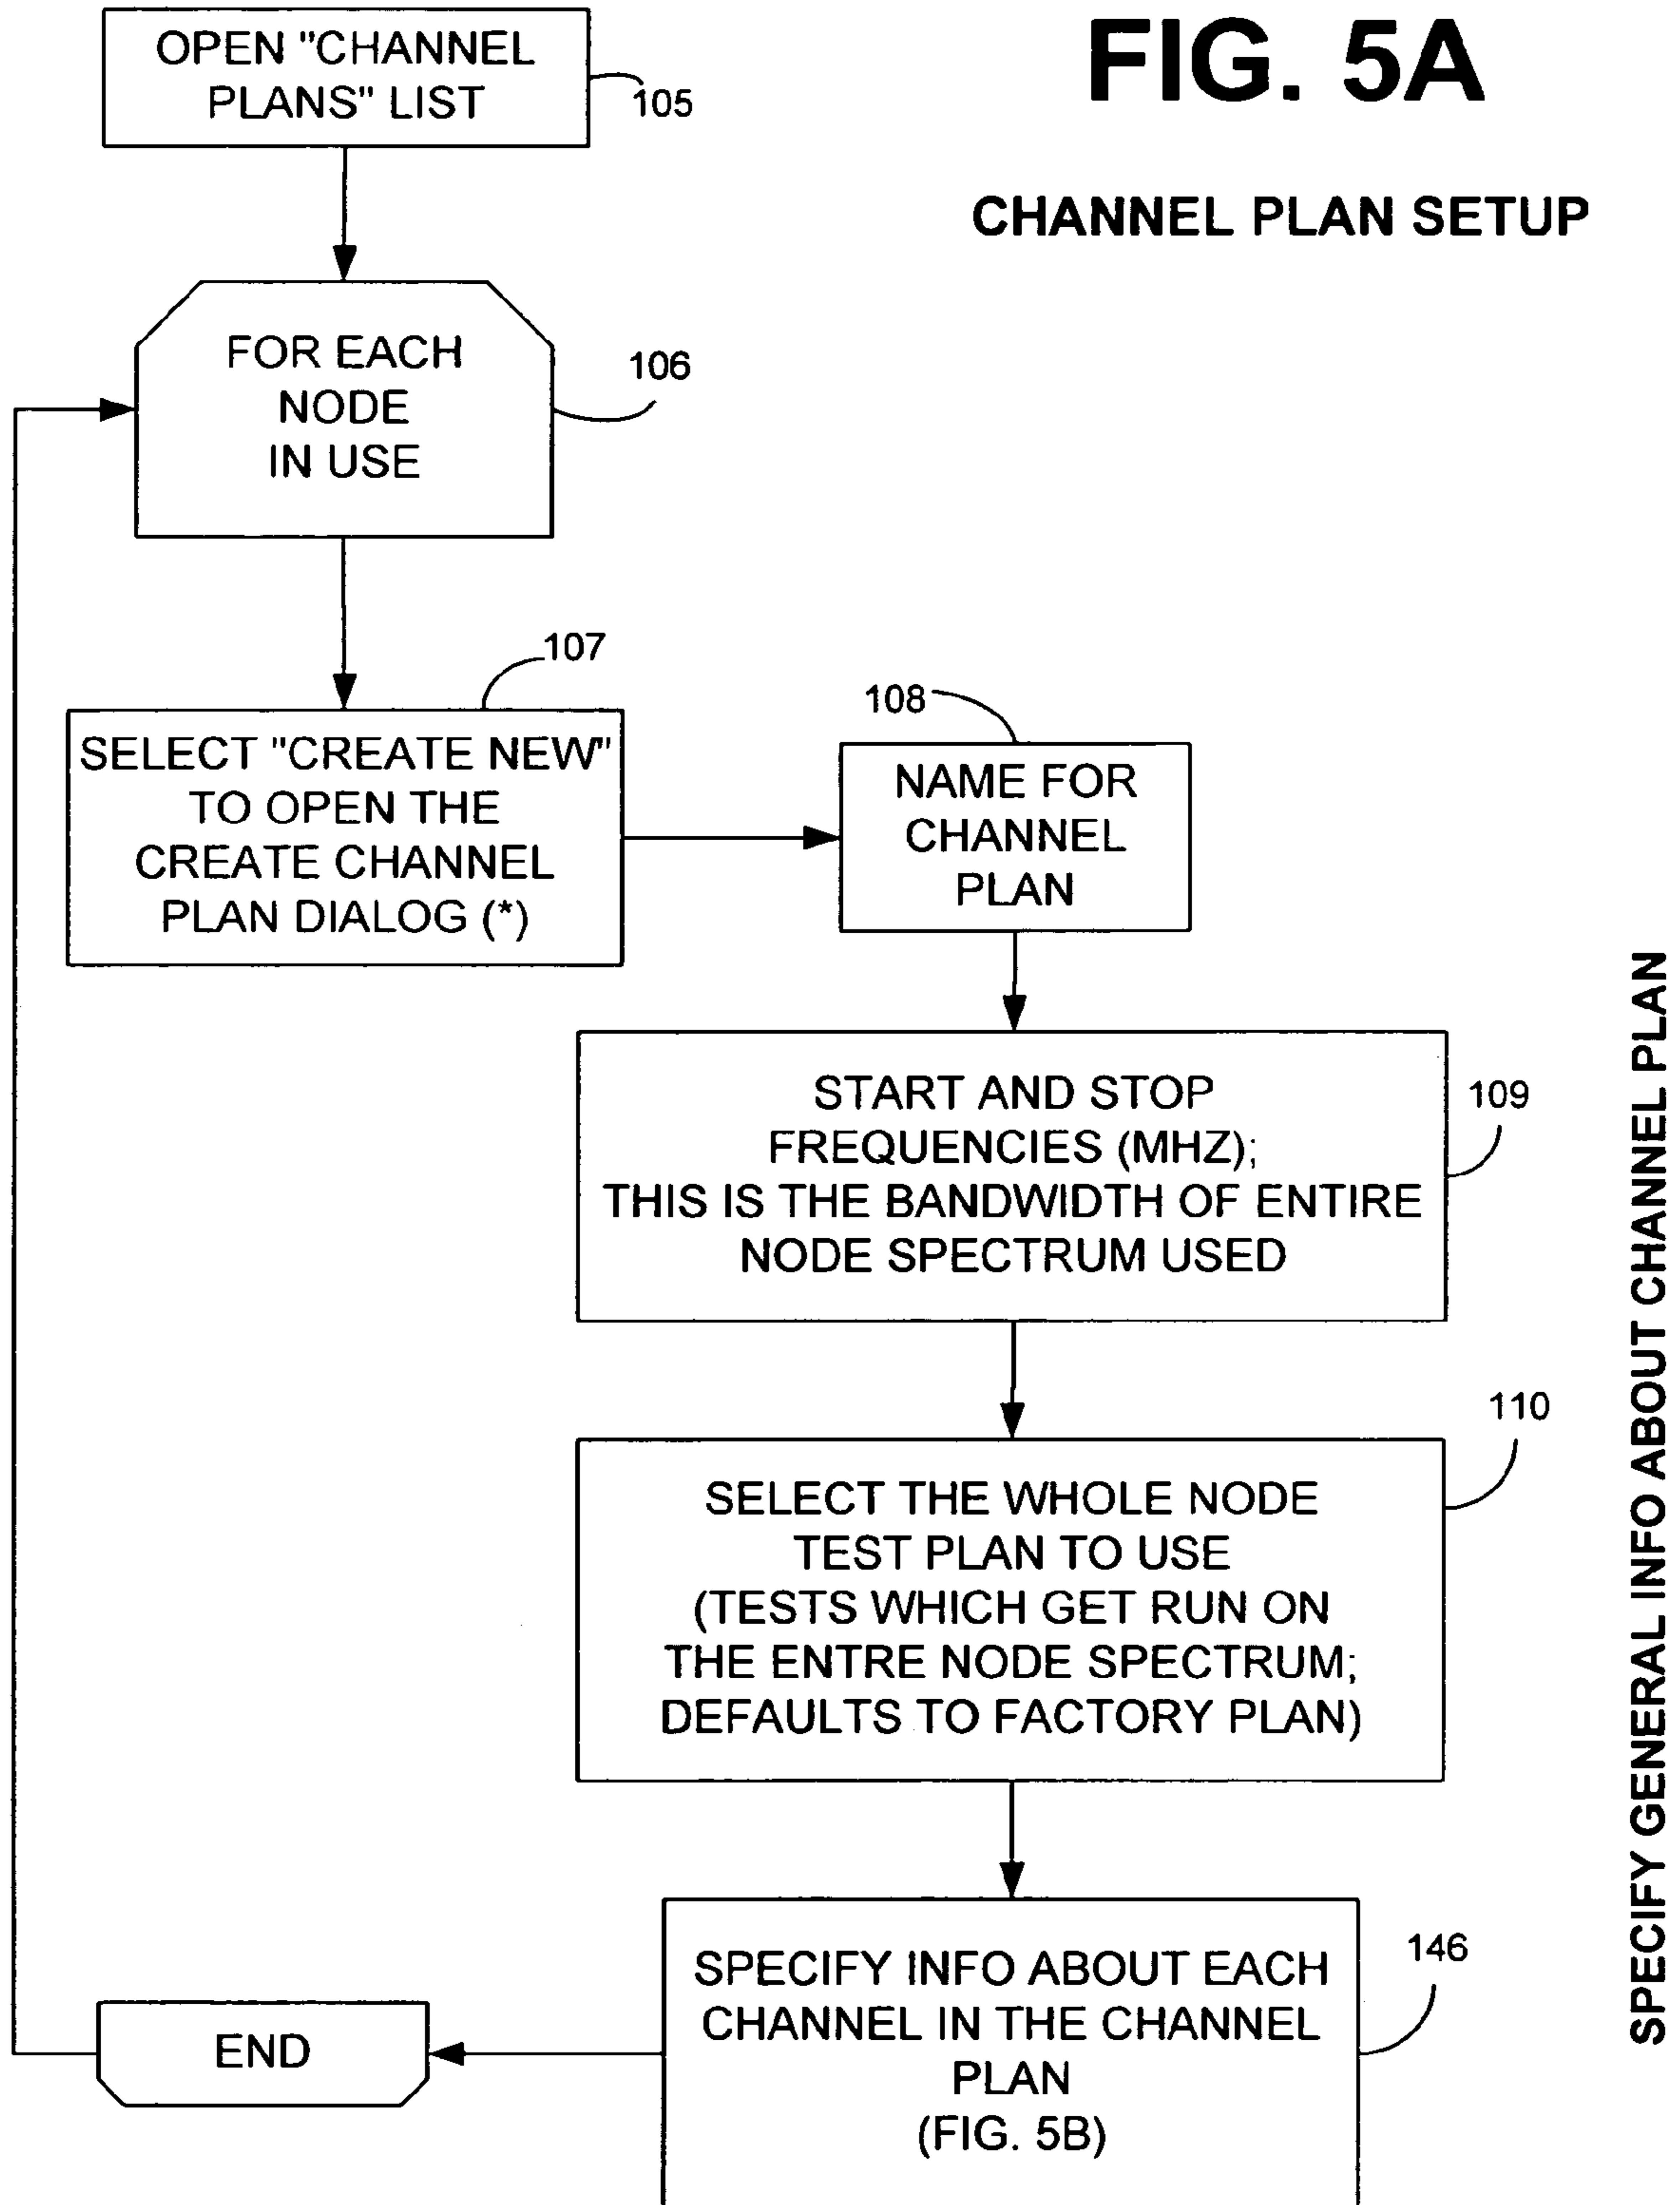 FIG. 5A
CHANNEL PLAN SETUP
OPEN "CHANNEL
PLANS" LIST
105
FOR EACH
NODE
IN USE
106
107
SELECT "CREATE NEW"
TO OPEN THE
CREATE CHANNEL
PLAN DIALOG (*)
108
NAME FOR
CHANNEL
PLAN
START AND STOP
FREQUENCIES (MHZ);
THIS IS THE BANDWIDTH OF ENTIRE
NODE SPECTRUM USED
109
110
SELECT THE WHOLE NODE
TEST PLAN TO USE
(TESTS WHICH GET RUN ON
THE ENTRE NODE SPECTRUM;
DEFAULTS TO FACTORY PLAN)
SPECIFY INFO ABOUT EACH
CHANNEL IN THE CHANNEL
PLAN
(FIG. 5B)
146
END
SPECIFY GENERAL INFO ABOUT CHANNEL PLAN